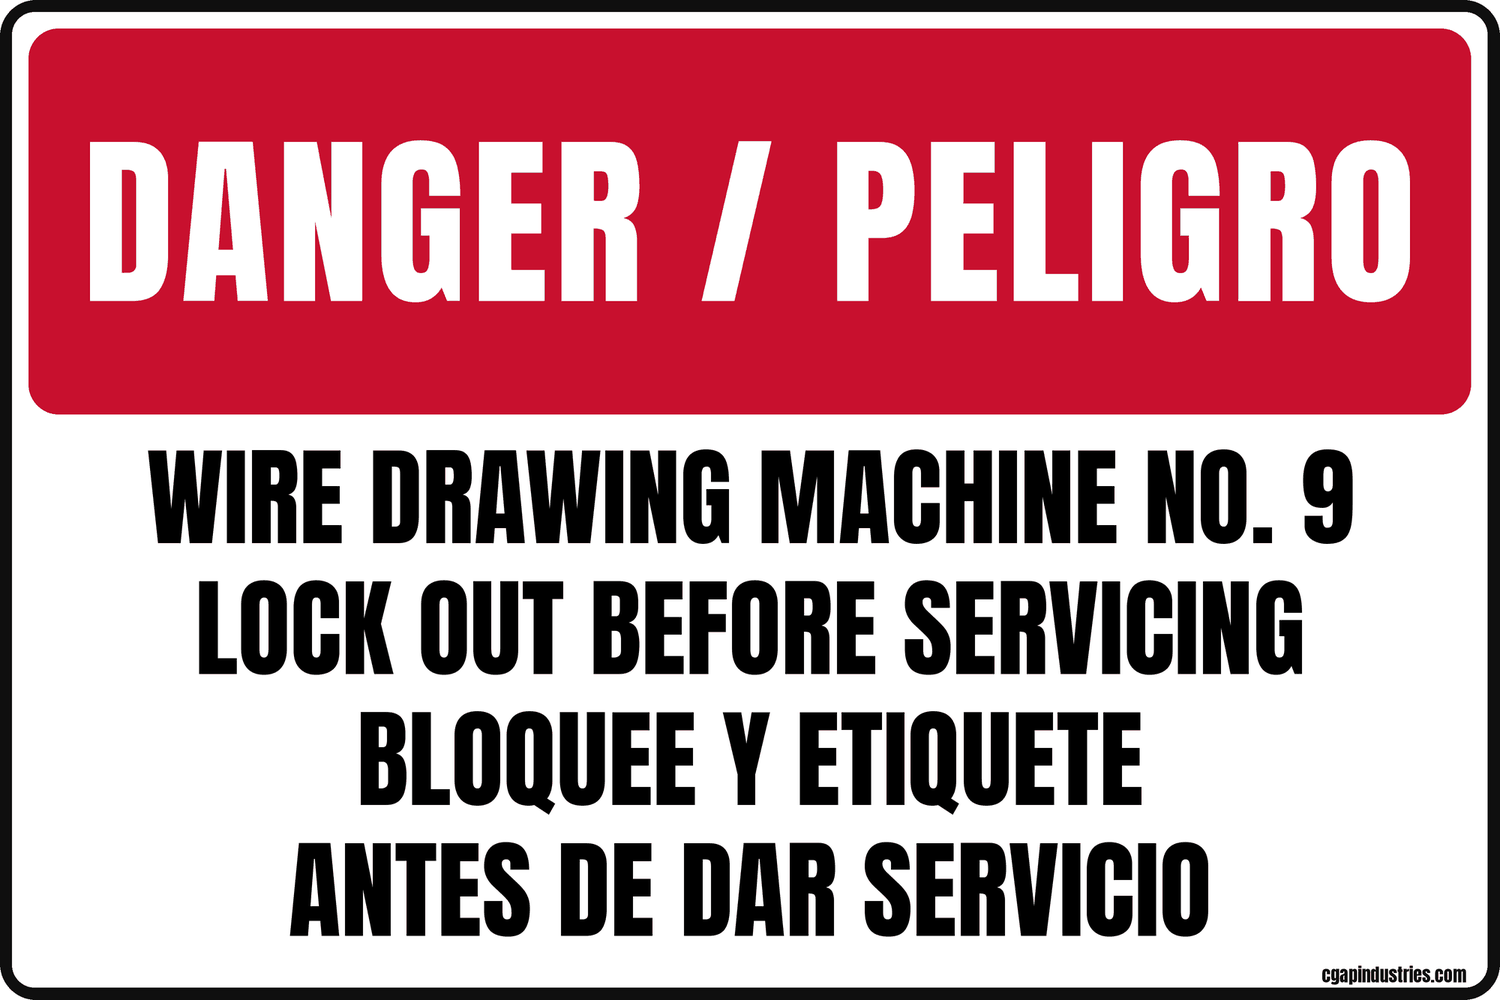 DANGER / PELIGRO
WIRE DRAWING MACHINE NO. 9
LOCK OUT BEFORE SERVICING
BLOQUEE Y ETIQUETE
ANTES DE DAR SERVICIO
cgapindustries.com